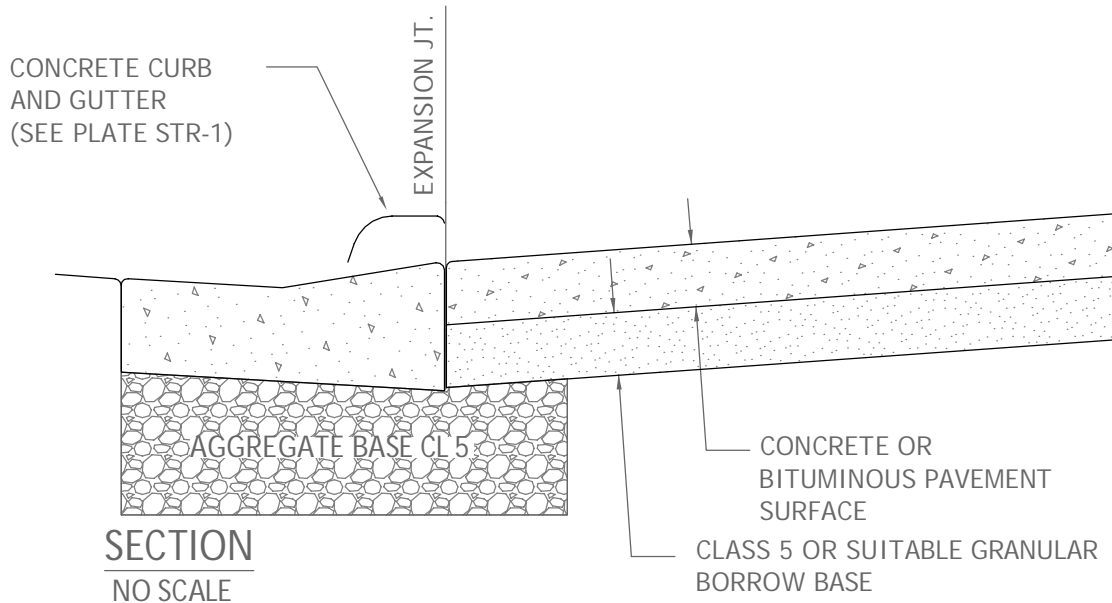 CONCRETE CURB
AND GUTTER
(SEE PLATE STR-1)
EXPANSION JT.
AGGREGATE BASE CL 5
CONCRETE OR
BITUMINOUS PAVEMENT
SURFACE
CLASS 5 OR SUITABLE GRANULAR
BORROW BASE
SECTION
NO SCALE